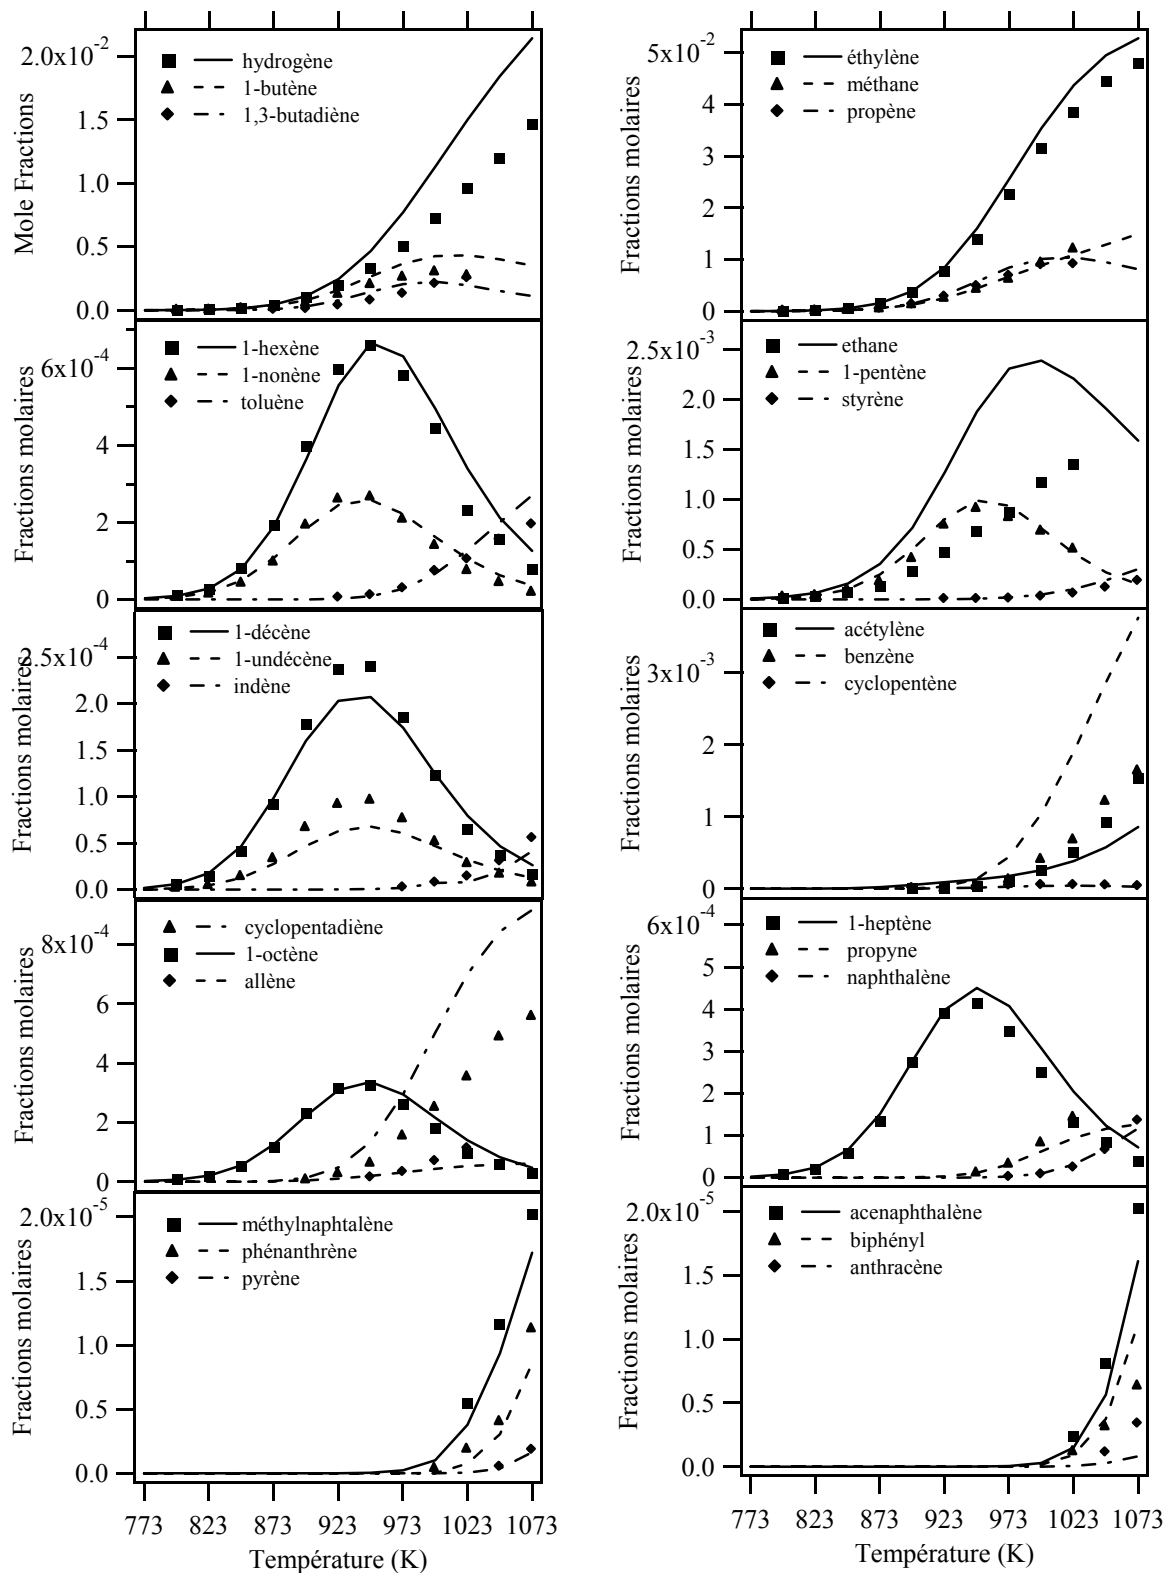 2.0x10-2
1.5
1.0
0.5
0.0
Mole Fractions
hydrogène
1-butène
1,3-butadiène
5x10-2
4
3
2
1
0
Fractions molaires
éthylène
méthane
propène
6x10-4
4
2
0
Fractions molaires
1-hexène
1-nonène
toluène
2.5x10-3
2.0
1.5
1.0
0.5
0.0
Fractions molaires
ethane
1-pentène
styrène
2.5x10-4
2.0
1.5
1.0
0.5
0.0
Fractions molaires
1-décène
1-undécène
indène
3x10-3
2
1
0
Fractions molaires
acétylène
benzène
cyclopentène
8x10-4
6
4
2
0
Fractions molaires
cyclopentadiène
1-octène
allène
6x10-4
5
4
3
2
1
0
Fractions molaires
1-heptène
propyne
naphthalène
2.0x10-5
1.5
1.0
0.5
0.0
Fractions molaires
méthylnaphtalène
phénanthrène
pyrène
773 823 873 923 973 1023 1073
Température (K)
2.0x10-5
1.5
1.0
0.5
0.0
Fractions molaires
acenaphthalène
biphényl
anthracène
773 823 873 923 973 1023 1073
Température (K)